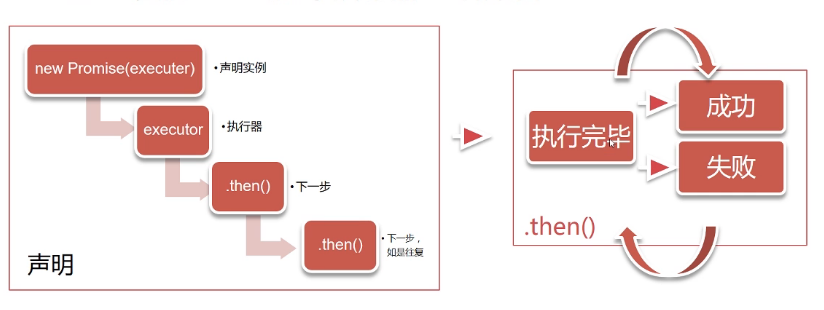 new Promise(executer)
•声明实例
executor
•执行器
.then()
•下一步
.then()
•下一步，
如是往复
声明
执行完毕
成功
失败
.then()